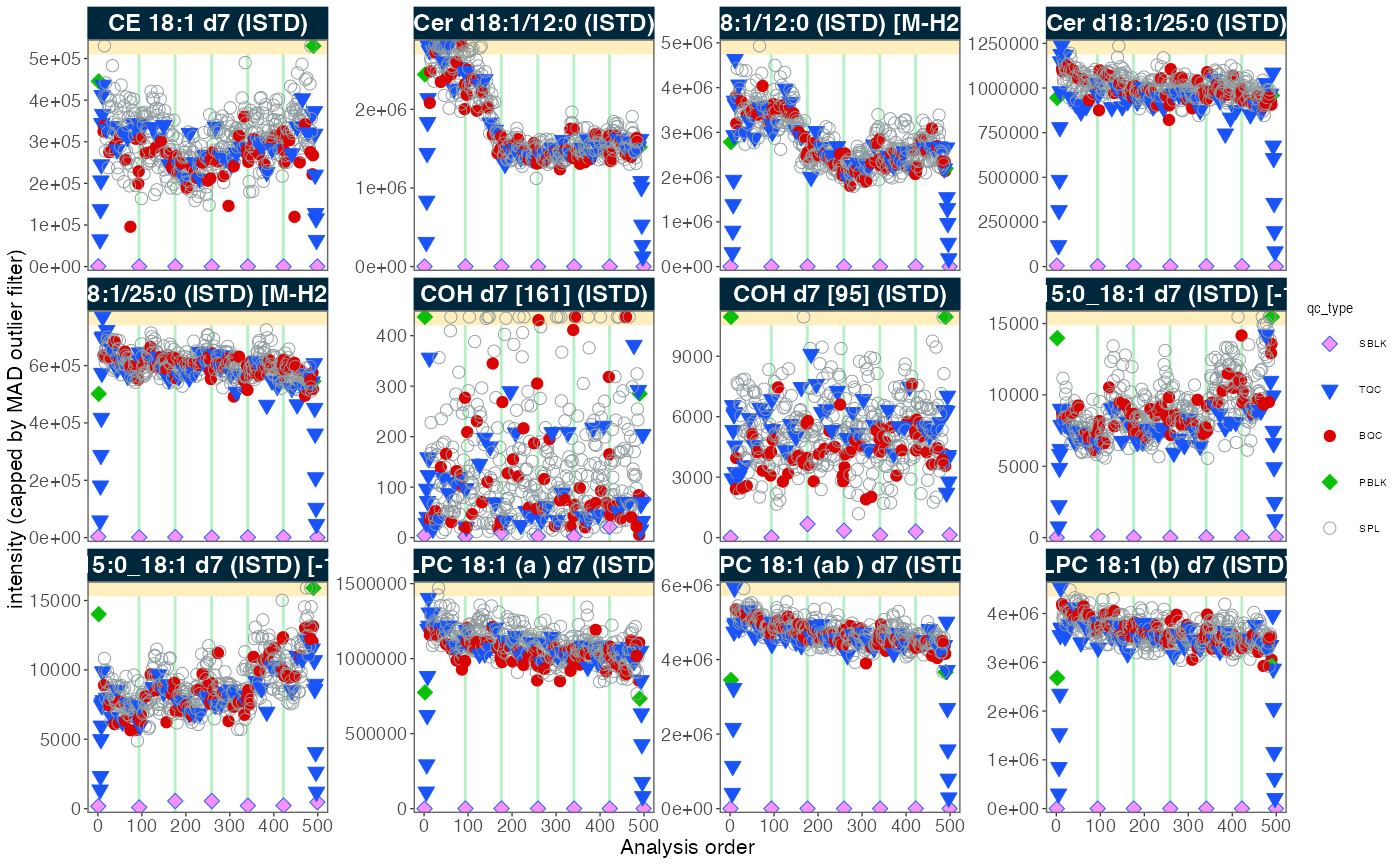 CE 18:1 d7 (ISTD)
Cer d18:1/12:0 (ISTD)
8:1/12:0 (ISTD) [M-H2
Cer d18:1/25:0 (ISTD)
5e+05
4e+05
3e+05
2e+05
1e+05
0e+00
2e+06
1e+06
0e+00
5e+06
4e+06
3e+06
2e+06
1e+06
0e+00
1250000
1000000
750000
500000
250000
0
8:1/25:0 (ISTD) [M-H2
COH d7 [161] (ISTD)
COH d7 [95] (ISTD)
15:0_18:1 d7 (ISTD) [-1
6e+05
4e+05
2e+05
0e+00
400
300
200
100
0
9000
6000
3000
0
15000
10000
5000
0
5:0_18:1 d7 (ISTD) [-1
LPC 18:1 (a ) d7 (ISTD
PC 18:1 (ab ) d7 (ISTD
LPC 18:1 (b) d7 (ISTD)
15000
10000
5000
0
1500000
1000000
500000
0
6e+06
4e+06
2e+06
0e+00
4e+06
3e+06
2e+06
1e+06
0e+00
0 100 200 300 400 500
0 100 200 300 400 500
0 100 200 300 400 500
0 100 200 300 400 500
Analysis order
intensity (capped by MAD outlier filter)
qc_type
SBLK
TQC
BQC
PBLK
SPL